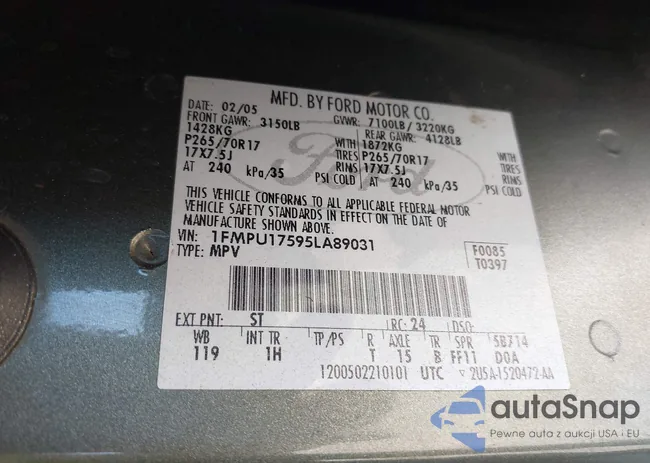 MFD. BY FORD MOTOR CO.
DATE: 02/05 GVWR: 7100LB/ 3220KG
FRONT GAWR: 3150LB REAR GAWR: 4128LB
1428KG WITH 1872KG WITH
P265/70R17 TIRES P265/70R17 TIRES
17X7.5J RIMS 17X7.5J RIMS
AT 240 kPa/35 PSI COLD AT 240 kPa/35 PSI COLD
Ford
THIS VEHICLE CONFORMS TO ALL APPLICABLE FEDERAL MOTOR
VEHICLE SAFETY STANDARDS IN EFFECT ON THE DATE OF
MANUFACTURE SHOWN ABOVE.
VIN: 1FMPU17595LA89031
TYPE: MPV
F0085
T0397
EXT PNT: ST RC: 24 DSO:
WB INT TR TP/PS R AXLE TR SPR 5B714
119 1H T 15 B FF11 DOA
1200502210101 UTC ▽ 2U5A-1520472-AA
autaSnap
Pewne auta z aukcji USA i EU